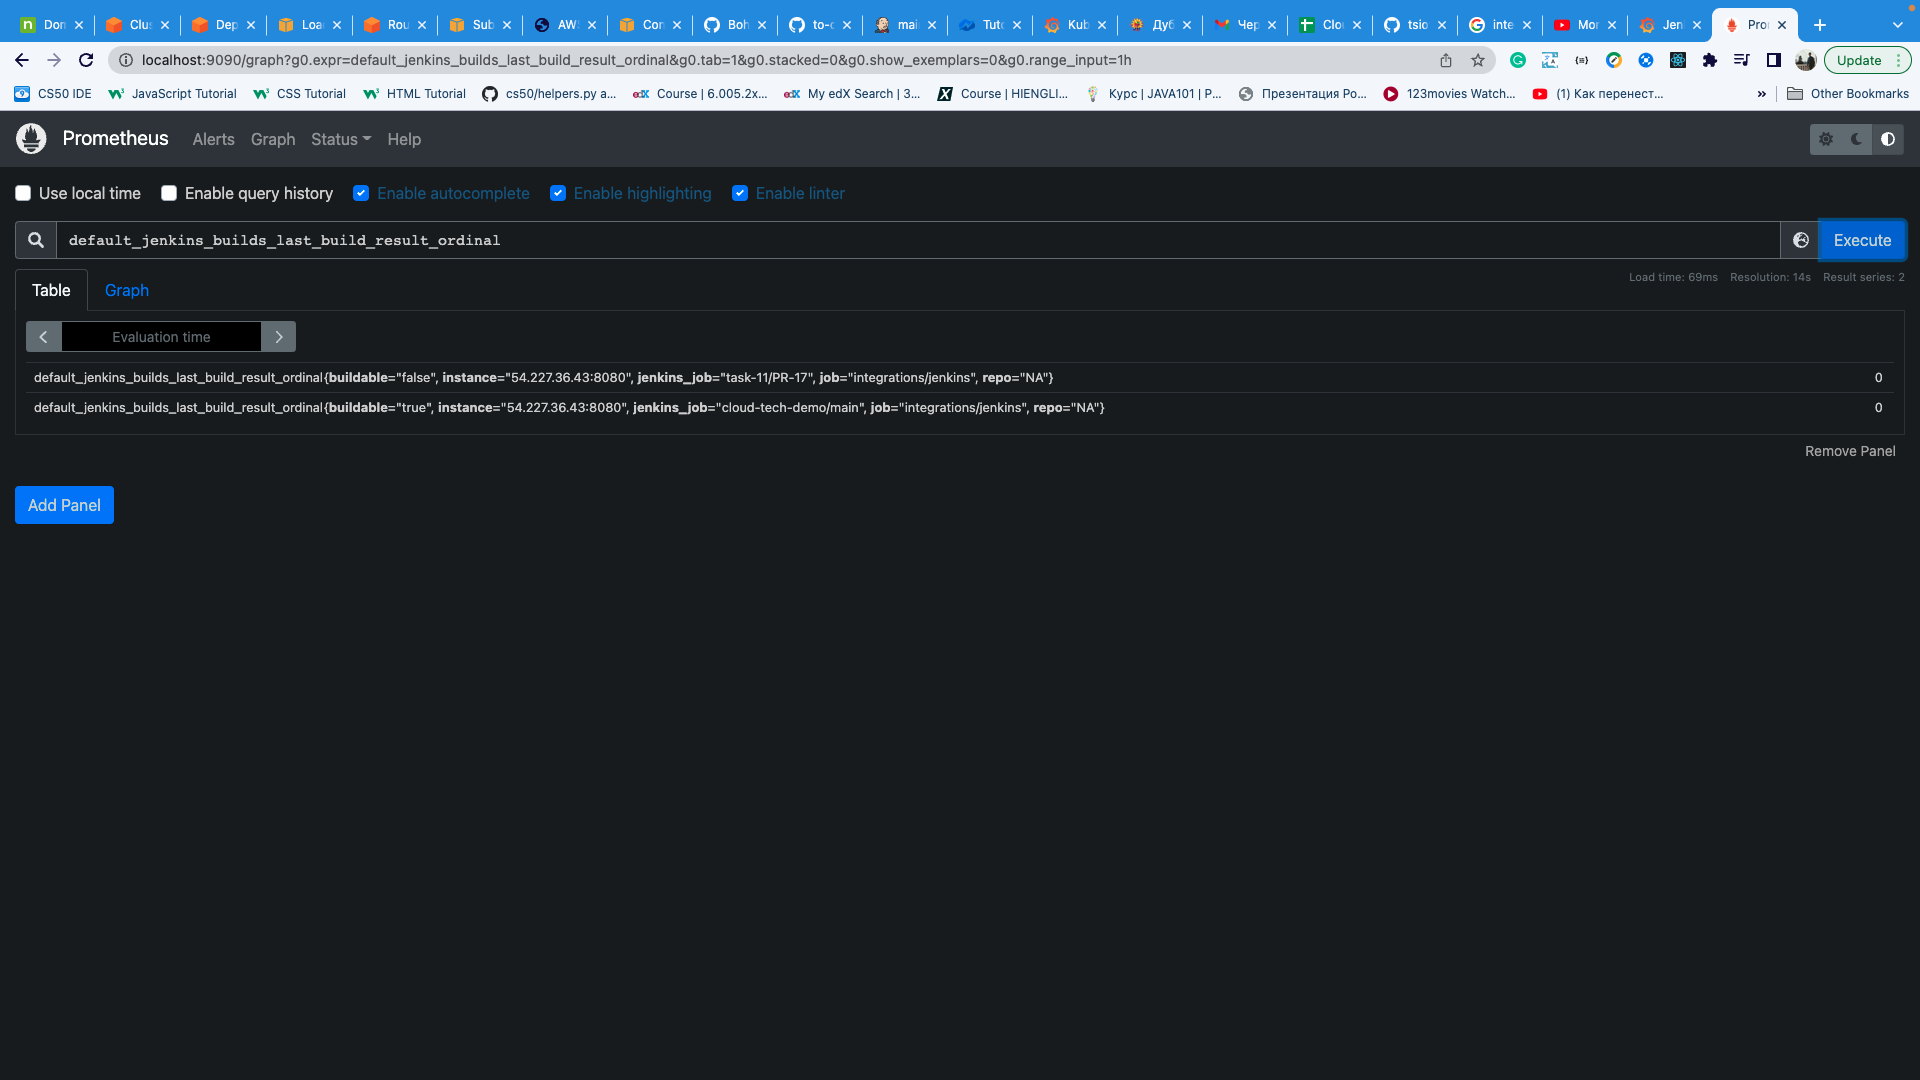 Don Clu Dep Loa Rou Sub AW Con Boh to-c mai Tuto Kub Дуб Чер Clo tsio inte Mor Jen Pro
localhost:9090/graph?g0.expr=default_jenkins_builds_last_build_result_ordinal&g0.tab=1&g0.stacked=0&g0.show_exemplars=0&g0.range_input=1h Update
CS50 IDE JavaScript Tutorial CSS Tutorial HTML Tutorial cs50/helpers.py a... Course | 6.005.2x... My edX Search | 3... Course | HIENGLI... Курс | JAVA101 | P... Презентация Ро... 123movies Watch... (1) Как перенест... » Other Bookmarks
Prometheus Alerts Graph Status Help
Use local time Enable query history Enable autocomplete Enable highlighting Enable linter
default_jenkins_builds_last_build_result_ordinal Execute
Table Graph Load time: 69ms Resolution: 14s Result series: 2
Evaluation time
default_jenkins_builds_last_build_result_ordinal{buildable="false", instance="54.227.36.43:8080", jenkins_job="task-11/PR-17", job="integrations/jenkins", repo="NA"} 0
default_jenkins_builds_last_build_result_ordinal{buildable="true", instance="54.227.36.43:8080", jenkins_job="cloud-tech-demo/main", job="integrations/jenkins", repo="NA"} 0
Remove Panel
Add Panel